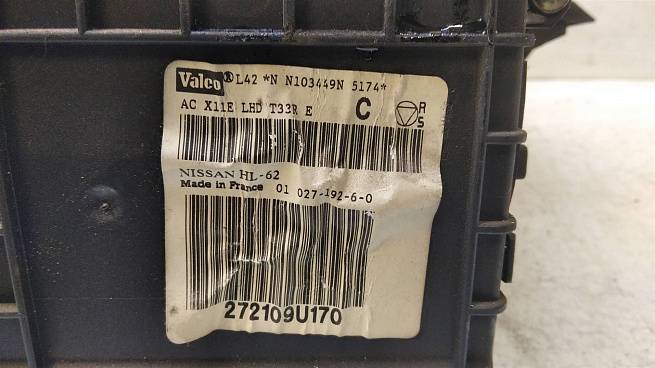 Valeo® L42 *N N103449N 5174*
AC X11E LHD T33R E C
R
S
NISSAN HL-62
Made in France 01 027-192-6-0
272109U170